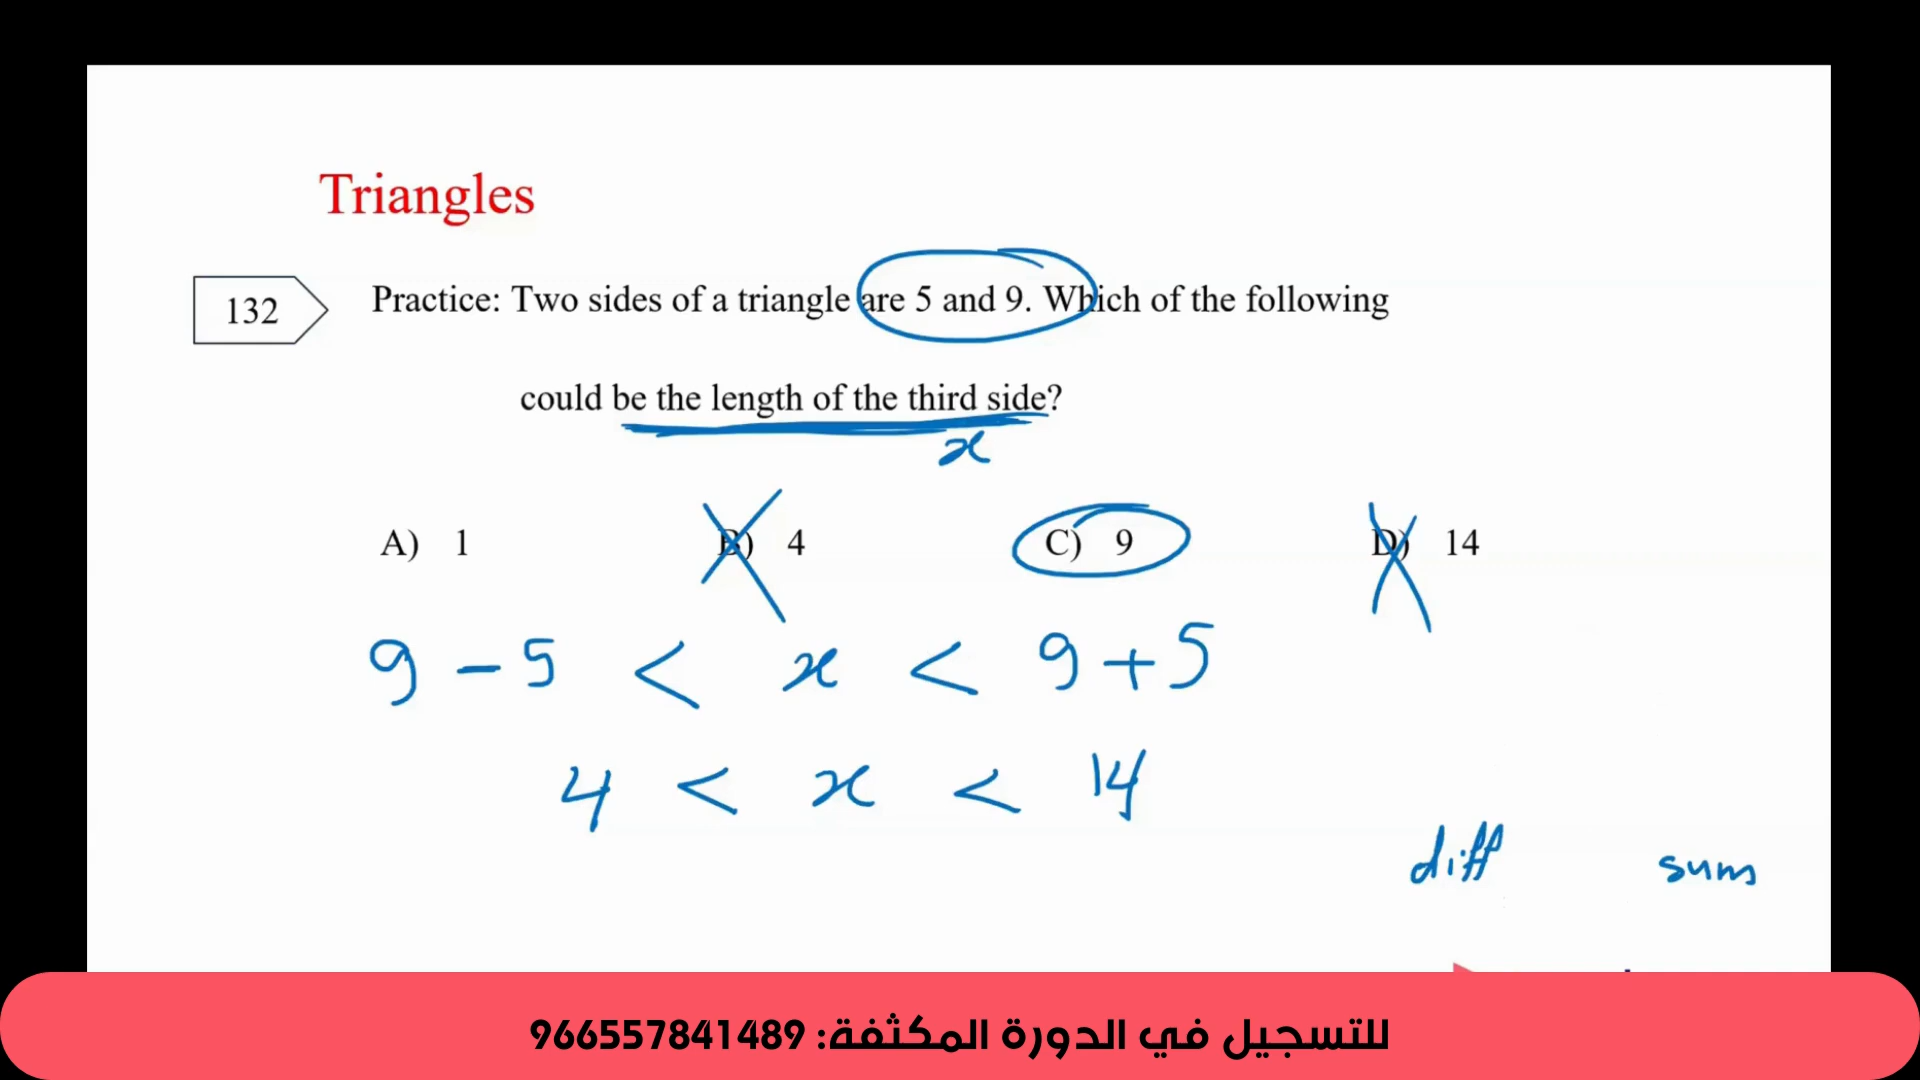 Triangles
132 Practice: Two sides of a triangle are 5 and 9. Which of the following
could be the length of the third side?
x
A) 1 B) 4 C) 9 D) 14
9 - 5 < x < 9 + 5
4 < x < 14
diff sum
للتسجيل في الدورة المكثفة: 966557841489